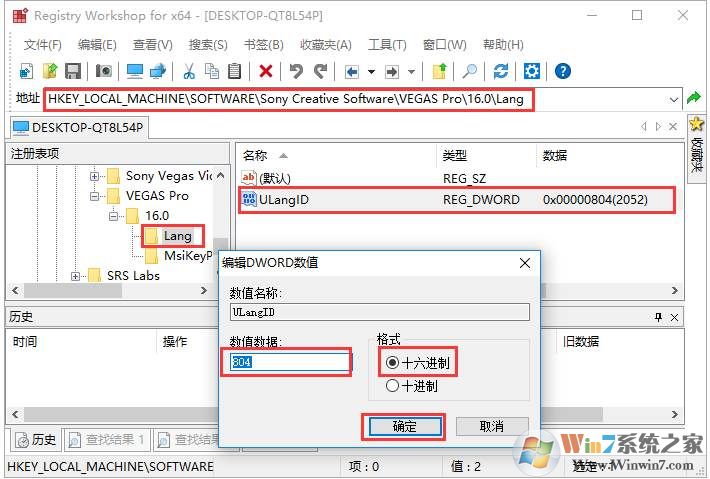 Registry Workshop for x64 - [DESKTOP-QT8L54P]
文件(F) 编辑(E) 查看(V) 搜索(S) 书签(B) 收藏夹(A) 工具(T) 窗口(W) 帮助(H)
地址 HKEY_LOCAL_MACHINE\SOFTWARE\Sony Creative Software\VEGAS Pro\16.0\Lang
DESKTOP-QT8L54P
收藏夹
注册表项
Sony Vegas Vi
VEGAS Pro
16.0
Lang
MsiKeyP
SRS Labs
名称 类型 数据
ab (默认) REG_SZ
ULangID REG_DWORD 0x00000804(2052)
编辑DWORD数值
数值名称:
ULangID
数值数据:
804
格式
十六进制
十进制
确定 取消
历史
时间 操作 旧数据
历史 查找结果 1 查找结果
HKEY_LOCAL_MACHINE\SOFTWARE 项: 0 值: 2
Win7系统之家
Www.Winwin7.com